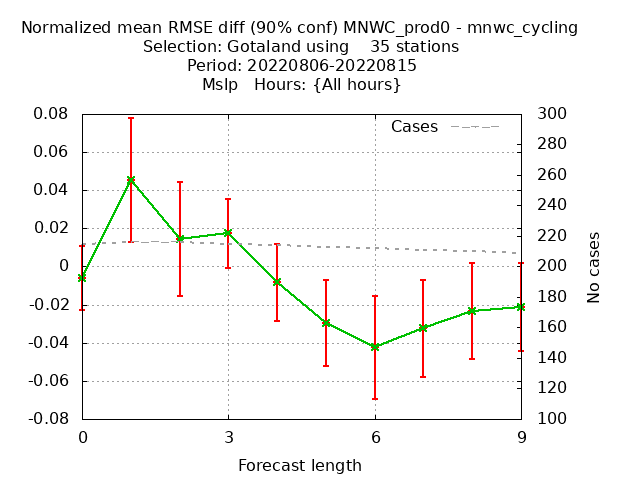 Normalized mean RMSE diff (90% conf) MNWC_prod0 - mnwc_cycling
Selection: Gotaland using    35 stations
Period: 20220806-20220815
Mslp   Hours: {All hours}
Cases
0.08
0.06
0.04
0.02
0
-0.02
-0.04
-0.06
-0.08
300
280
260
240
220
200
180
160
140
120
100
No cases
0 3 6 9
Forecast length